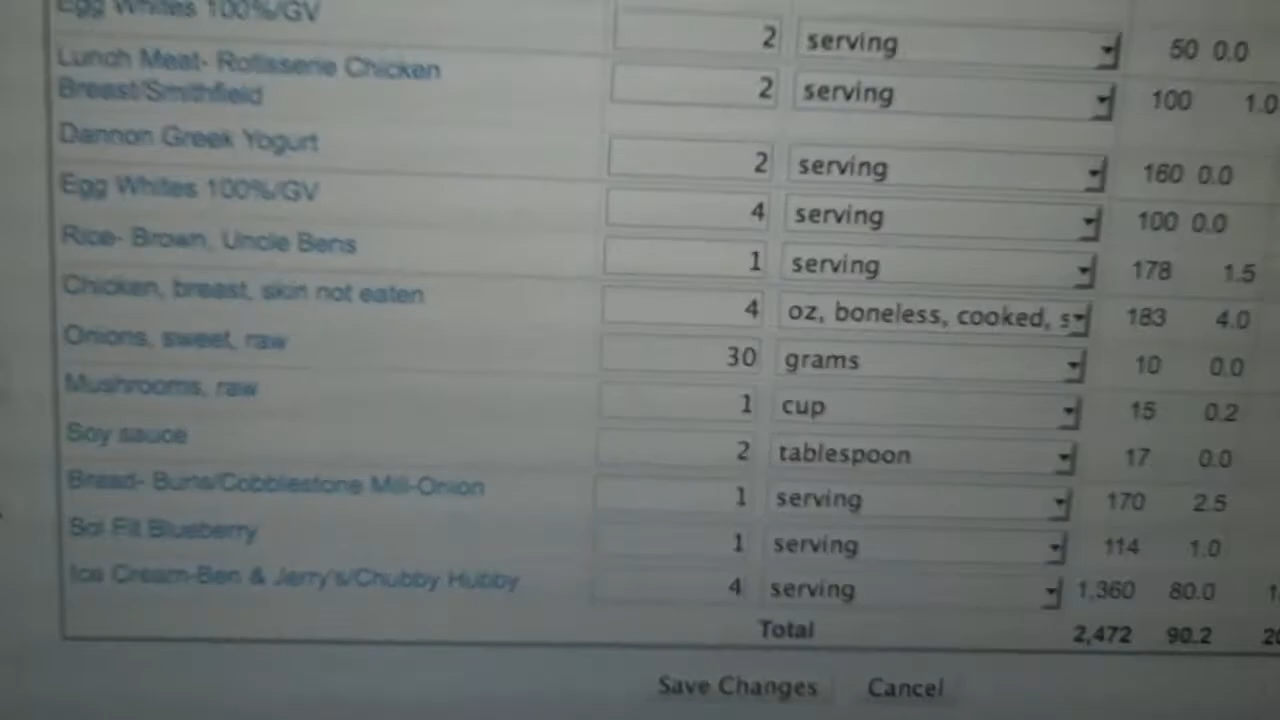 Egg Whites 100%/GV 2 serving 50 0.0
Lunch Meat- Rotisserie Chicken
Breast/Smithfield 2 serving 100 1.0
Dannon Greek Yogurt 2 serving 160 0.0
Egg Whites 100%/GV 4 serving 100 0.0
Rice- Brown, Uncle Bens 1 serving 178 1.5
Chicken, breast, skin not eaten 4 oz, boneless, cooked, s 183 4.0
Onions, sweet, raw 30 grams 10 0.0
Mushrooms, raw 1 cup 15 0.2
Soy sauce 2 tablespoon 17 0.0
Bread- Buns/Cobblestone Mill-Onion 1 serving 170 2.5
Sci Fit Blueberry 1 serving 114 1.0
Ice Cream-Ben & Jerry's/Chubby Hubby 4 serving 1,360 80.0
Total 2,472 90.2
Save Changes Cancel